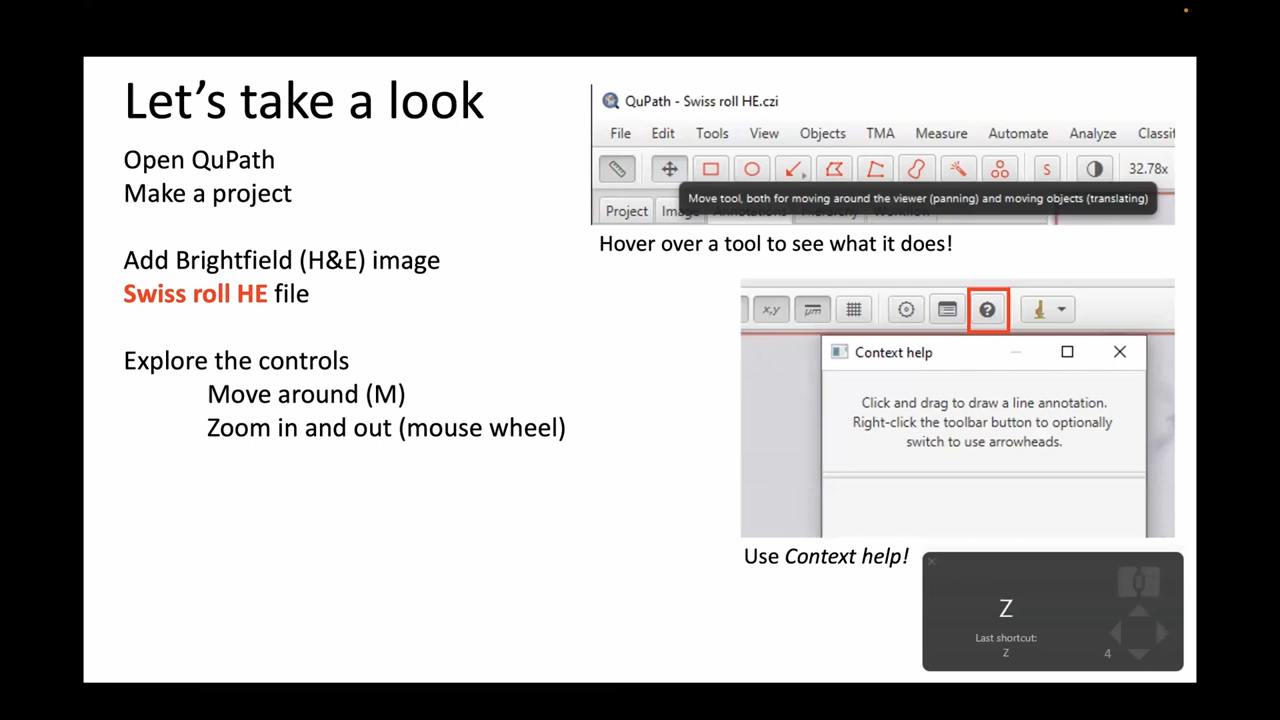 Let's take a look
Open QuPath
Make a project
Add Brightfield (H&E) image
Swiss roll HE file
Explore the controls
Move around (M)
Zoom in and out (mouse wheel)
QuPath - Swiss roll HE.czi
File Edit Tools View Objects TMA Measure Automate Analyze Classif
S 32.78x
Move tool, both for moving around the viewer (panning) and moving objects (translating)
Project
Hover over a tool to see what it does!
x,y µm
Context help
Click and drag to draw a line annotation.
Right-click the toolbar button to optionally
switch to use arrowheads.
Use Context help!
Z
Last shortcut:
Z
4